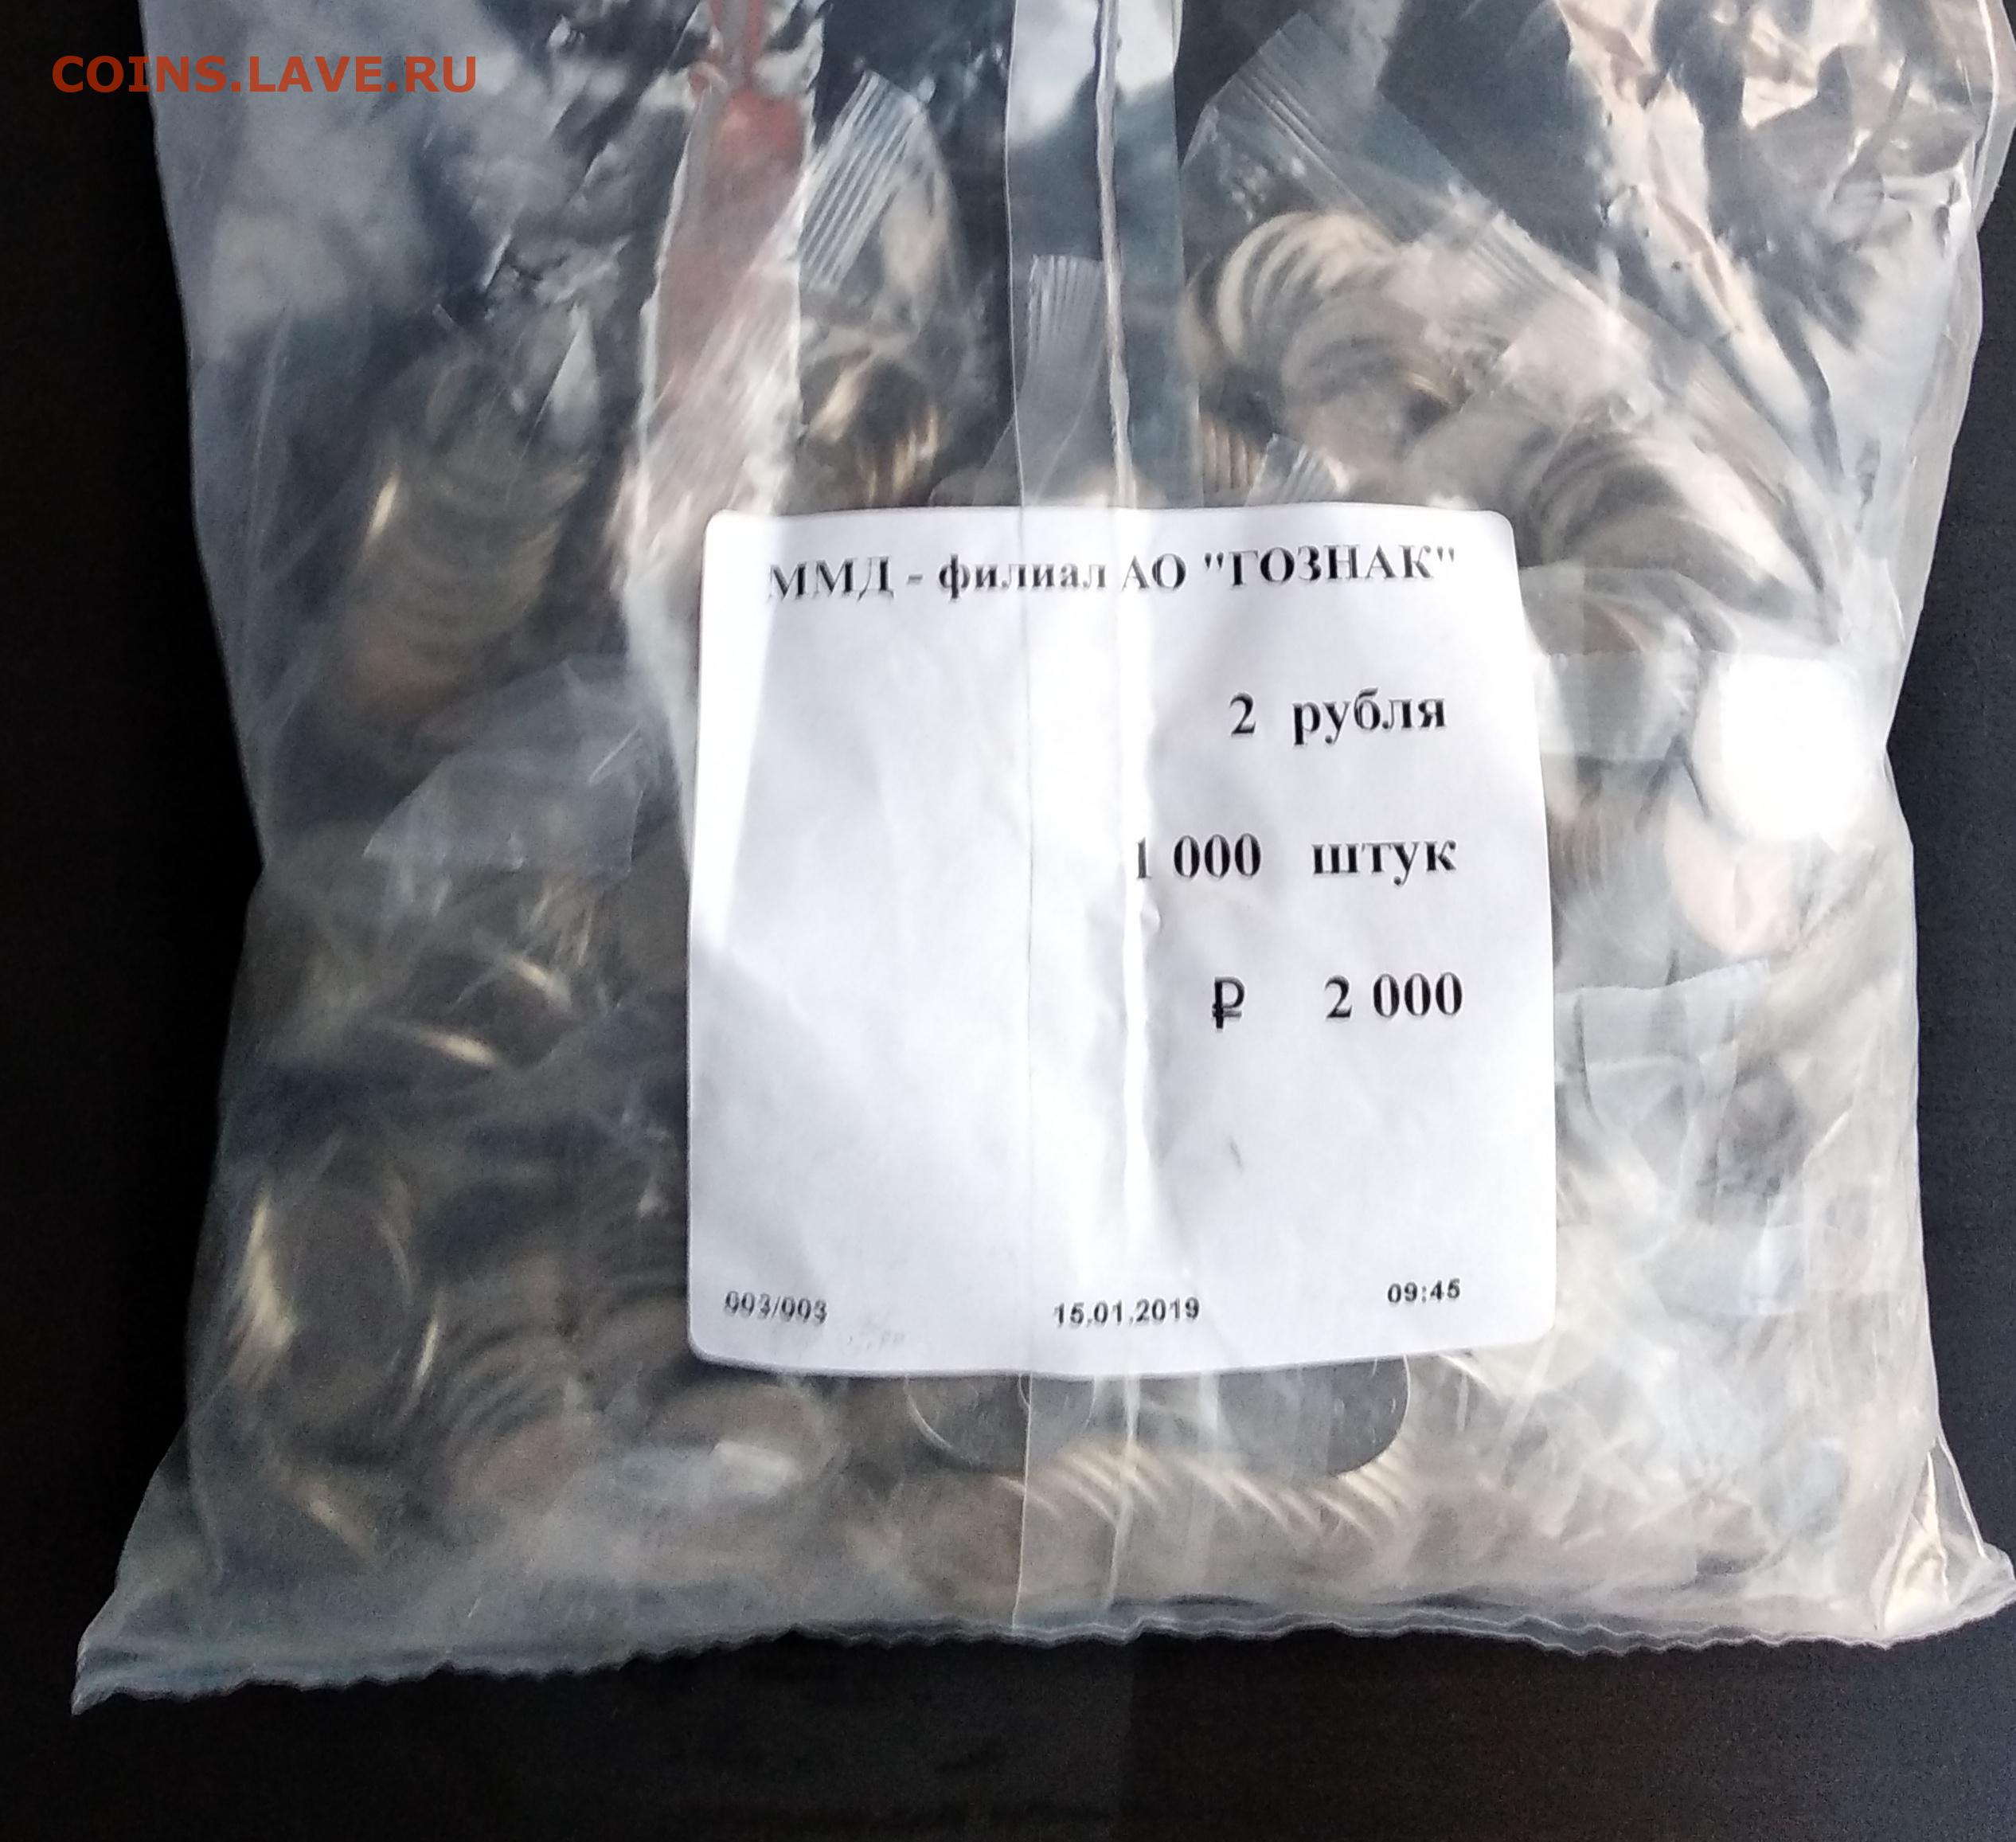 COINS.LAVE.RU
ММД - филиал АО "ГОЗНАК"
2 рубля
1 000 штук
₽ 2 000
003/003 15.01.2019 09:45